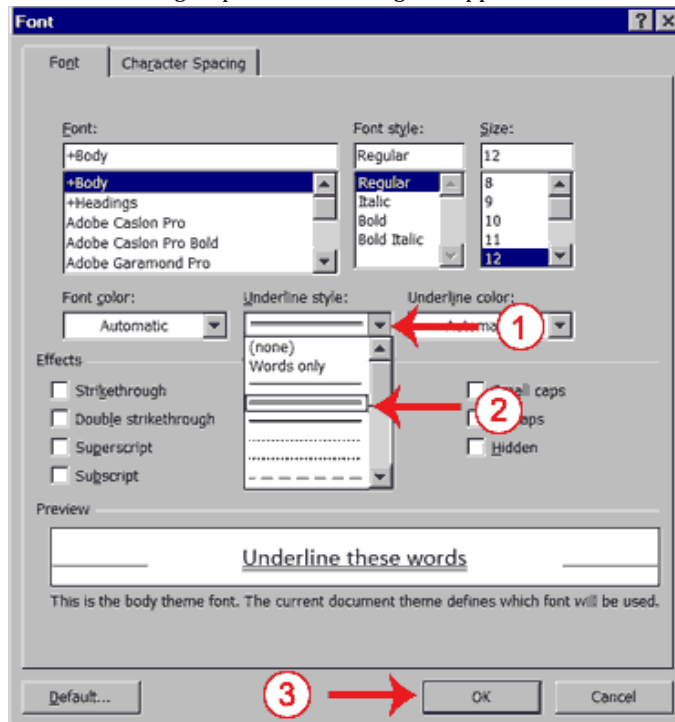 Font
Font Character Spacing
Font: Font style: Size:
+Body Regular 12
+Body Regular 8
+Headings Italic 9
Adobe Caslon Pro Bold 10
Adobe Caslon Pro Bold Bold Italic 11
Adobe Garamond Pro 12
Font color: Underline style: Underline color:
Automatic
1
(none)
Words only
Effects
Strikethrough
Double strikethrough
Superscript
Subscript
2
caps
Hidden
Preview
Underline these words
This is the body theme font. The current document theme defines which font will be used.
Default... 3 OK Cancel